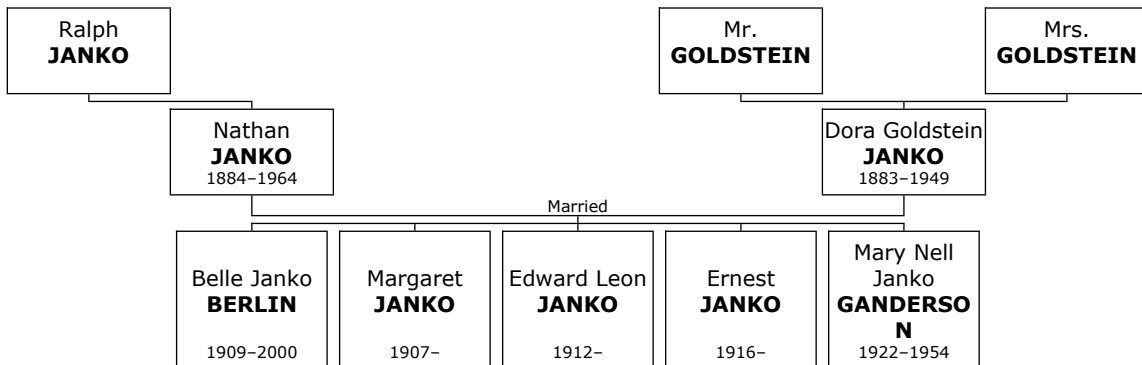 Ralph
JANKO
Mr.
GOLDSTEIN
Mrs.
GOLDSTEIN
Nathan
JANKO
1884–1964
Dora Goldstein
JANKO
1883–1949
Married
Belle Janko
BERLIN
1909–2000
Margaret
JANKO
1907–
Edward Leon
JANKO
1912–
Ernest
JANKO
1916–
Mary Nell
Janko
GANDERSO
N
1922–1954